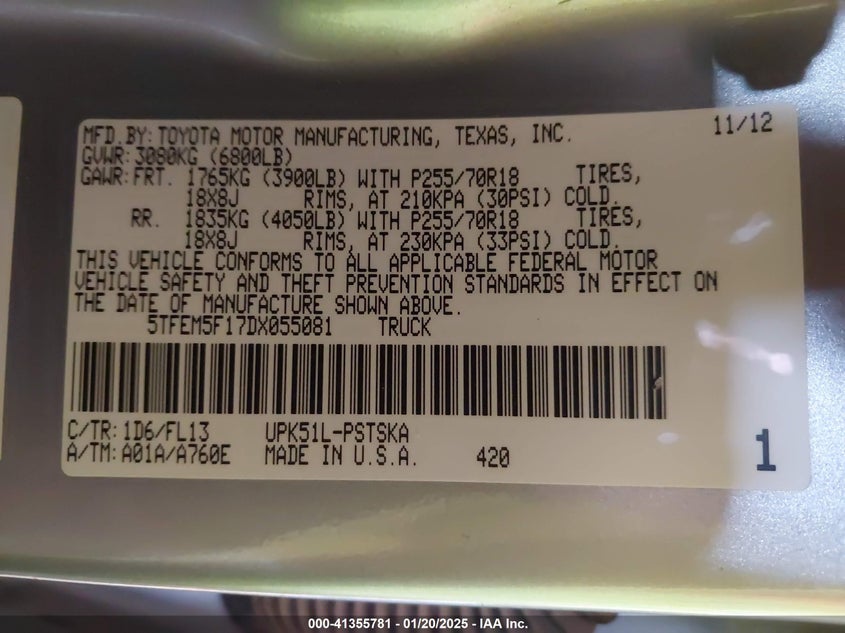 MFD.BY: TOYOTA MOTOR MANUFACTURING, TEXAS, INC. 11/12
GVWR: 3080KG (6800LB)
GAWR: FRT. 1765KG (3900LB) WITH P255/70R18 TIRES,
18X8J RIMS, AT 210KPA (30PSI) COLD.
RR. 1835KG (4050LB) WITH P255/70R18 TIRES,
18X8J RIMS, AT 230KPA (33PSI) COLD.
THIS VEHICLE CONFORMS TO ALL APPLICABLE FEDERAL MOTOR
VEHICLE SAFETY AND THEFT PREVENTION STANDARDS IN EFFECT ON
THE DATE OF MANUFACTURE SHOWN ABOVE.
5TFEM5F17DX055081 TRUCK
C/TR: 1D6/FL13 UPK51L-PSTSKA
A/TM: A01A/A760E MADE IN U.S.A. 420 1
000-41355781 - 01/20/2025 - IAA Inc.